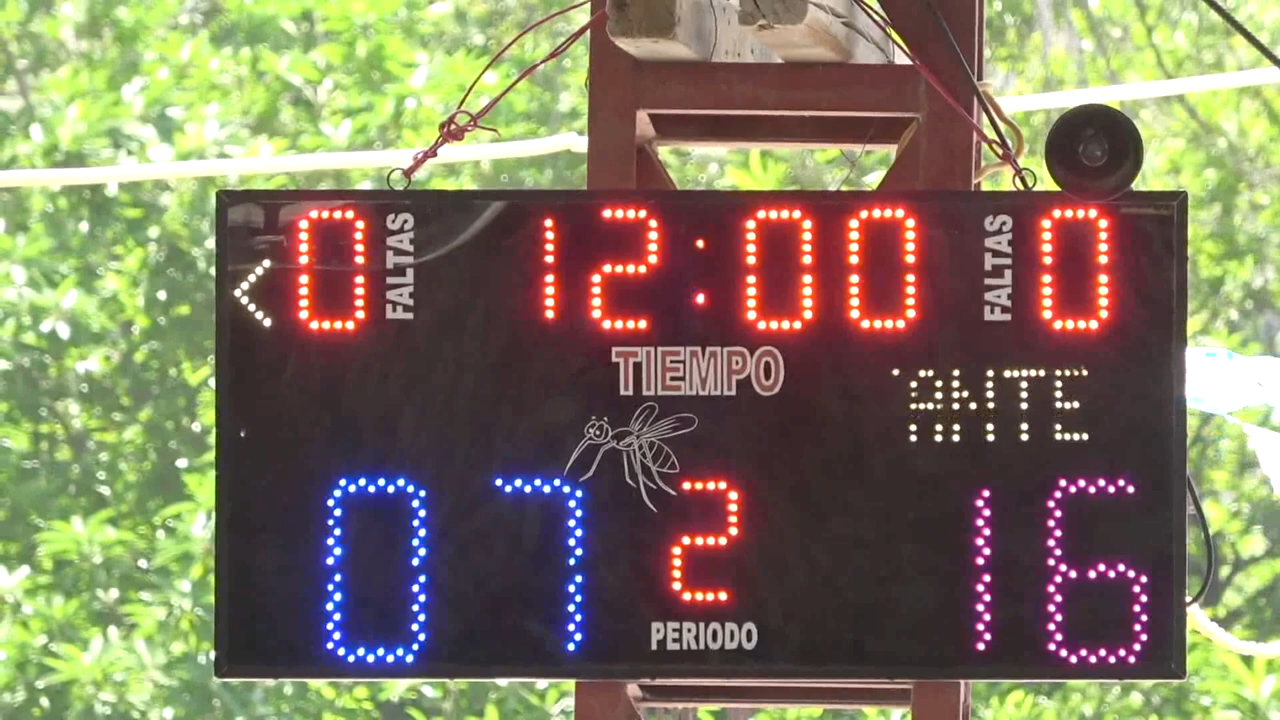 < 0 FALTAS 12:00 FALTAS 0
TIEMPO
'ANTE
07 2 16
PERIODO